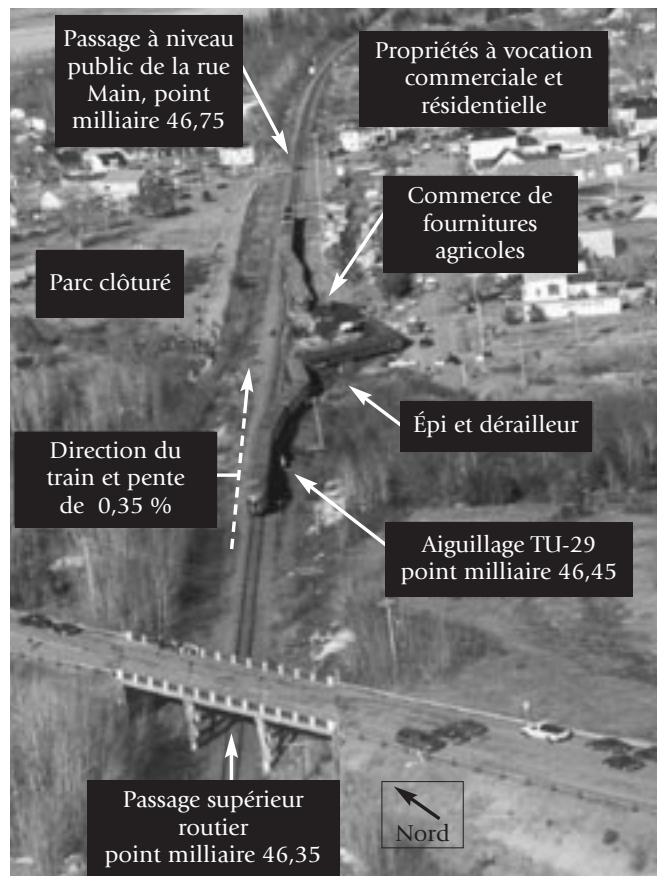 Passage à niveau
public de la rue
Main, point
milliaire 46,75
Propriétés à vocation
commerciale et
résidentielle
Commerce de
fournitures
agricoles
Parc clôturé
Épi et dérailleur
Direction du
train et pente
de 0,35 %
Aiguillage TU-29
point milliaire 46,45
Passage supérieur
routier
point milliaire 46,35
Nord